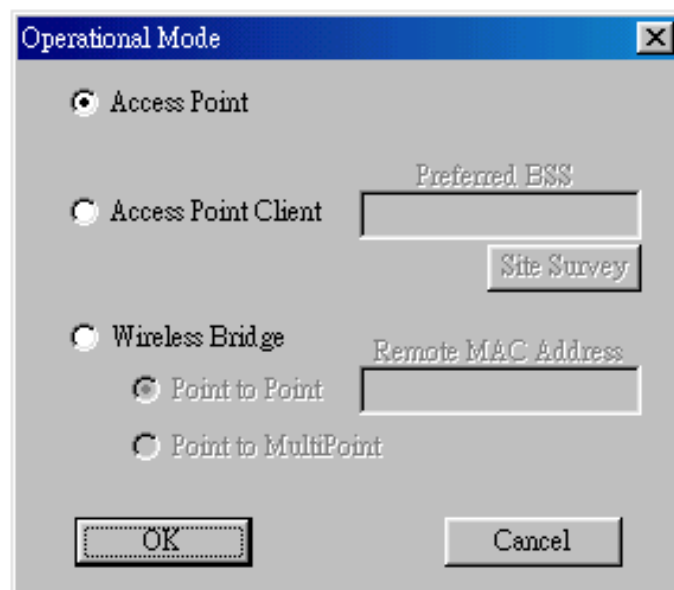 Operational Mode
Access Point
Preferred BSS
Access Point Client
Site Survey
Wireless Bridge
Remote MAC Address
Point to Point
Point to MultiPoint
OK
Cancel